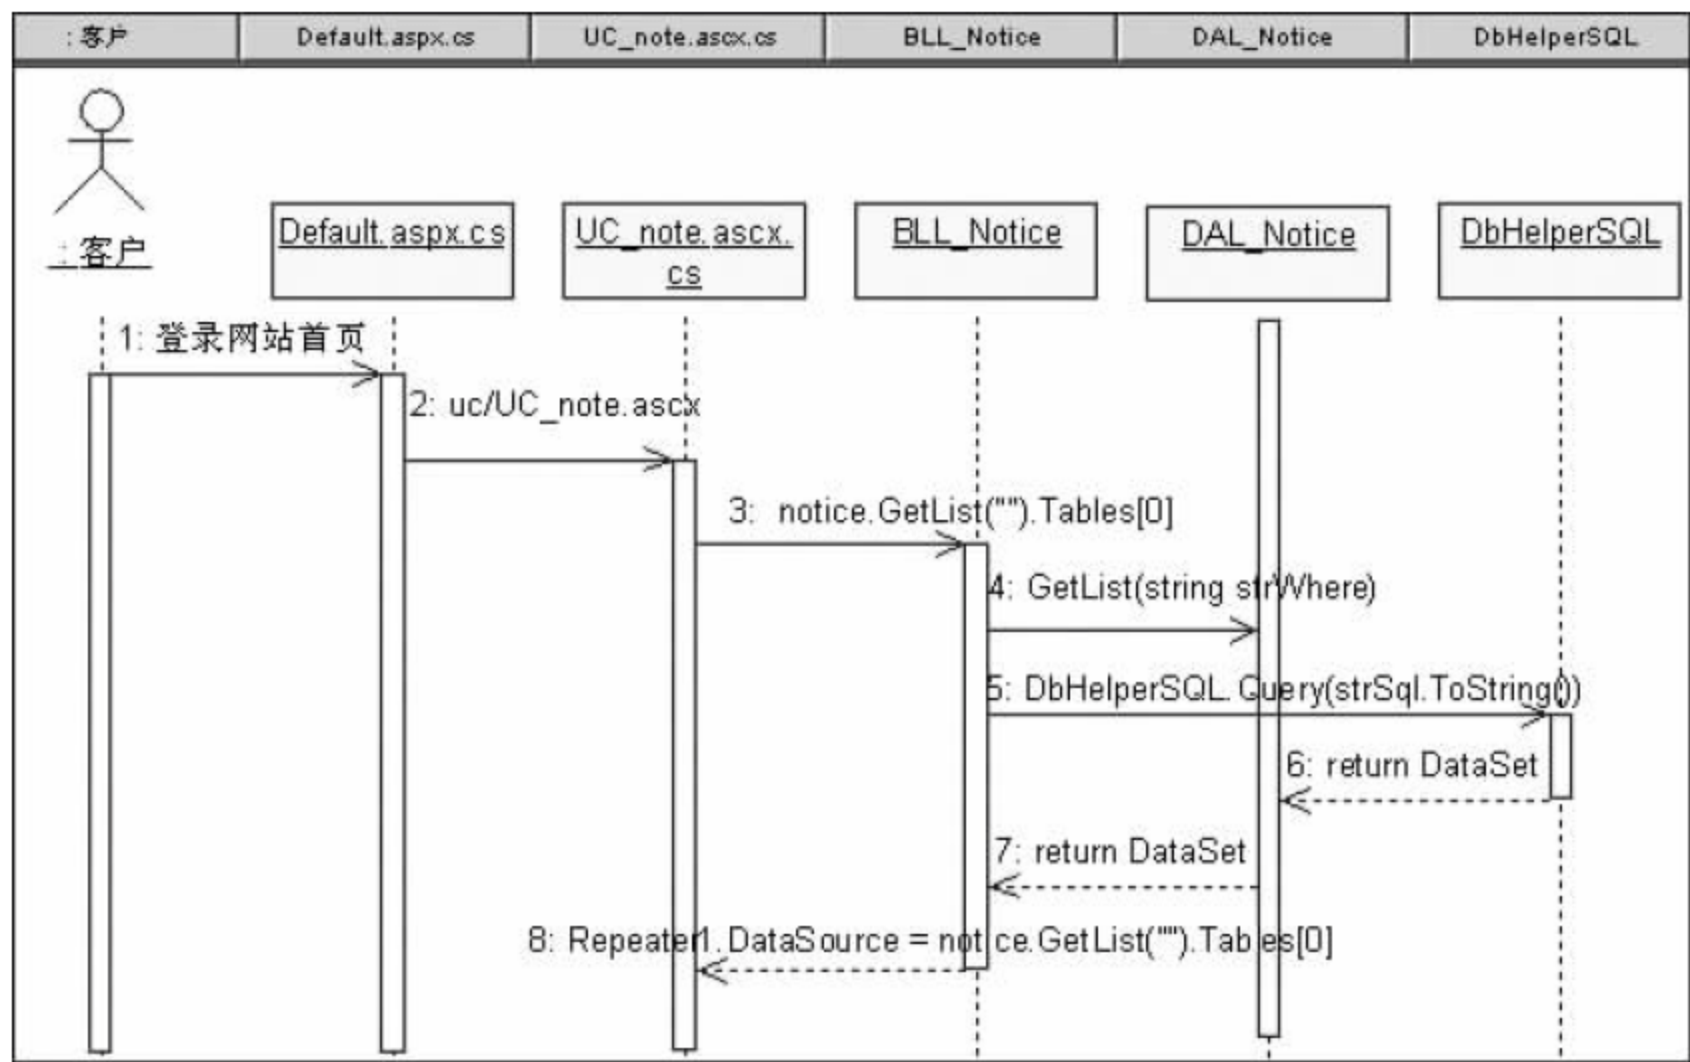 : 客户 Default.aspx.cs UC_note.ascx.cs BLL_Notice DAL_Notice DbHelperSQL
: 客户
Default.aspx.cs
UC_note.ascx.
cs
BLL_Notice
DAL_Notice
DbHelperSQL
1: 登录网站首页
2: uc/UC_note.ascx
3: notice.GetList("").Tables[0]
4: GetList(string strWhere)
5: DbHelperSQL.Query(strSql.ToString())
6: return DataSet
7: return DataSet
8: Repeater1.DataSource = notice.GetList("").Tables[0]